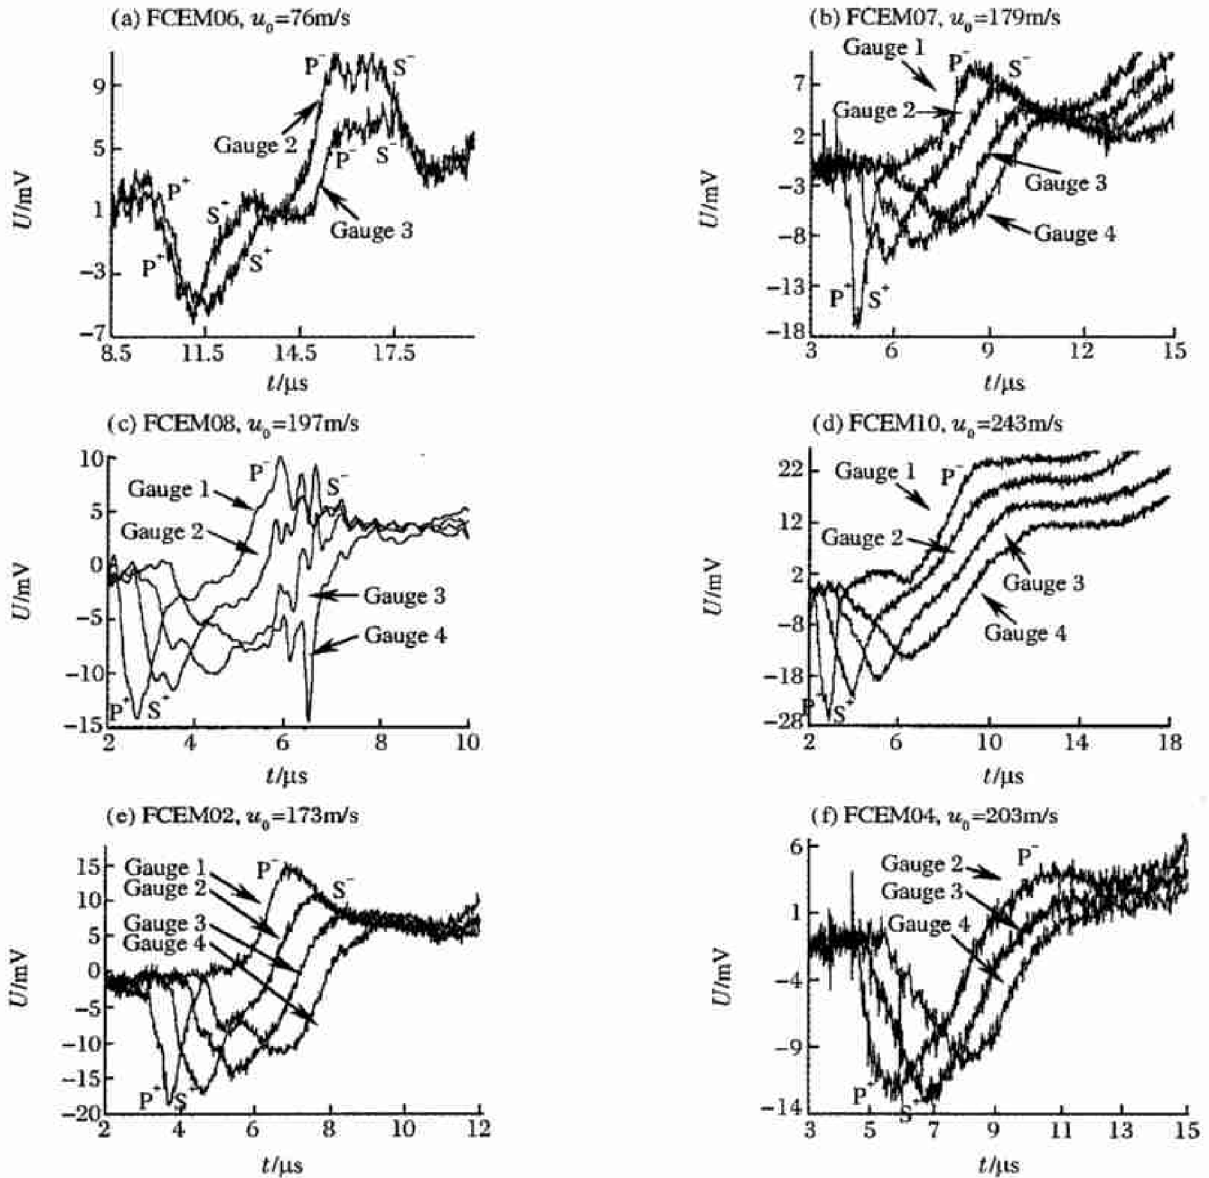 (a) FCEM06, u₀=76m/s
9
5
1
−3
−7
U/mV
P⁻
S⁻
Gauge 2
P⁻
S⁻
P⁺
S⁺
Gauge 3
P⁺
S⁺
8.5 11.5 14.5 17.5
t/μs
(b) FCEM07, u₀=179m/s
Gauge 1
P⁻
S⁻
7
2
−3
−8
−13
−18
U/mV
Gauge 2
Gauge 3
Gauge 4
P⁺
S⁺
3 6 9 12 15
t/μs
(c) FCEM08, u₀=197m/s
10
5
0
−5
−10
−15
U/mV
P⁻
S⁻
Gauge 1
Gauge 2
Gauge 3
Gauge 4
P⁺
S⁺
2 4 6 8 10
t/μs
(d) FCEM10, u₀=243m/s
22
12
2
−8
−18
−28
U/mV
Gauge 1
P⁻
Gauge 2
Gauge 3
Gauge 4
P⁺
S⁺
2 6 10 14 18
t/μs
(e) FCEM02, u₀=173m/s
15
10
5
0
−5
−10
−15
−20
U/mV
Gauge 1
P⁻
Gauge 2
S⁻
Gauge 3
Gauge 4
P⁺
S⁺
2 4 6 8 10 12
t/μs
(f) FCEM04, u₀=203m/s
6
1
−4
−9
−14
U/mV
P⁻
Gauge 2
Gauge 3
Gauge 4
P⁺
S⁺
3 5 7 9 11 13 15
t/μs